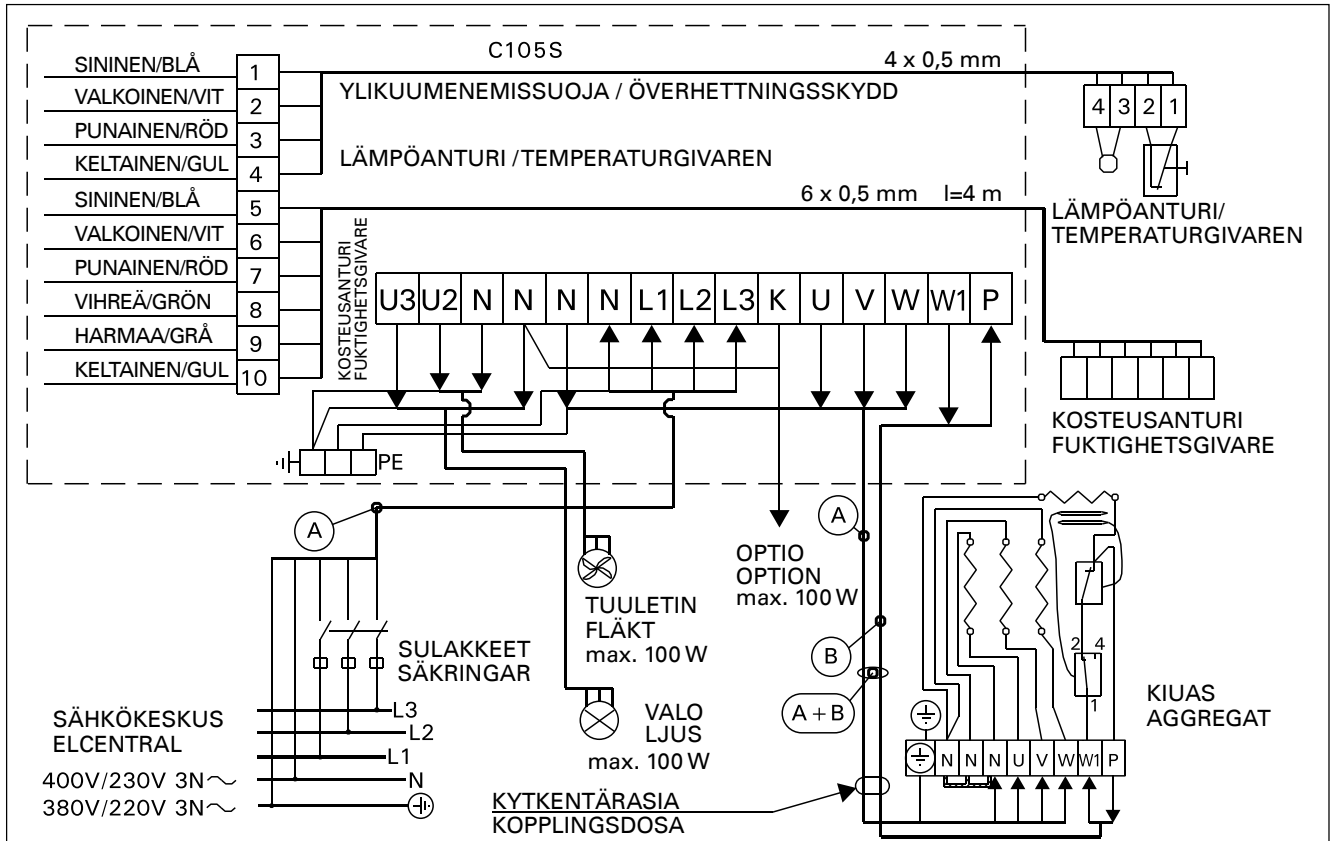 C105S
SININEN/BLÅ 1
VALKOINEN/VIT 2
PUNAINEN/RÖD 3
KELTAINEN/GUL 4
SININEN/BLÅ 5
VALKOINEN/VIT 6
PUNAINEN/RÖD 7
VIHREÄ/GRÖN 8
HARMAA/GRÅ 9
KELTAINEN/GUL 10
4 x 0,5 mm
YLIKUUMENEMISSUOJA / ÖVERHETTNINGSSKYDD
LÄMPÖANTURI / TEMPERATURGIVAREN
6 x 0,5 mm l=4 m
KOSTEUSANTURI
FUKTIGHETSGIVARE
4 3 2 1
LÄMPÖANTURI/
TEMPERATURGIVAREN
U3 U2 N N N N L1 L2 L3 K U V W W1 P
KOSTEUSANTURI
FUKTIGHETSGIVARE
PE
A
SULAKKEET
SÄKRINGAR
SÄHKÖKESKUS
ELCENTRAL
L3
L2
L1
400V/230V 3N~ N
380V/220V 3N~
TUULETIN
FLÄKT
max. 100 W
VALO
LJUS
max. 100 W
OPTIO
OPTION
max. 100 W
A
B
A + B
KYTKENTÄRASIA
KOPPLINGSDOSA
2 4
1
KIUAS
AGGREGAT
N N N U V W W1 P